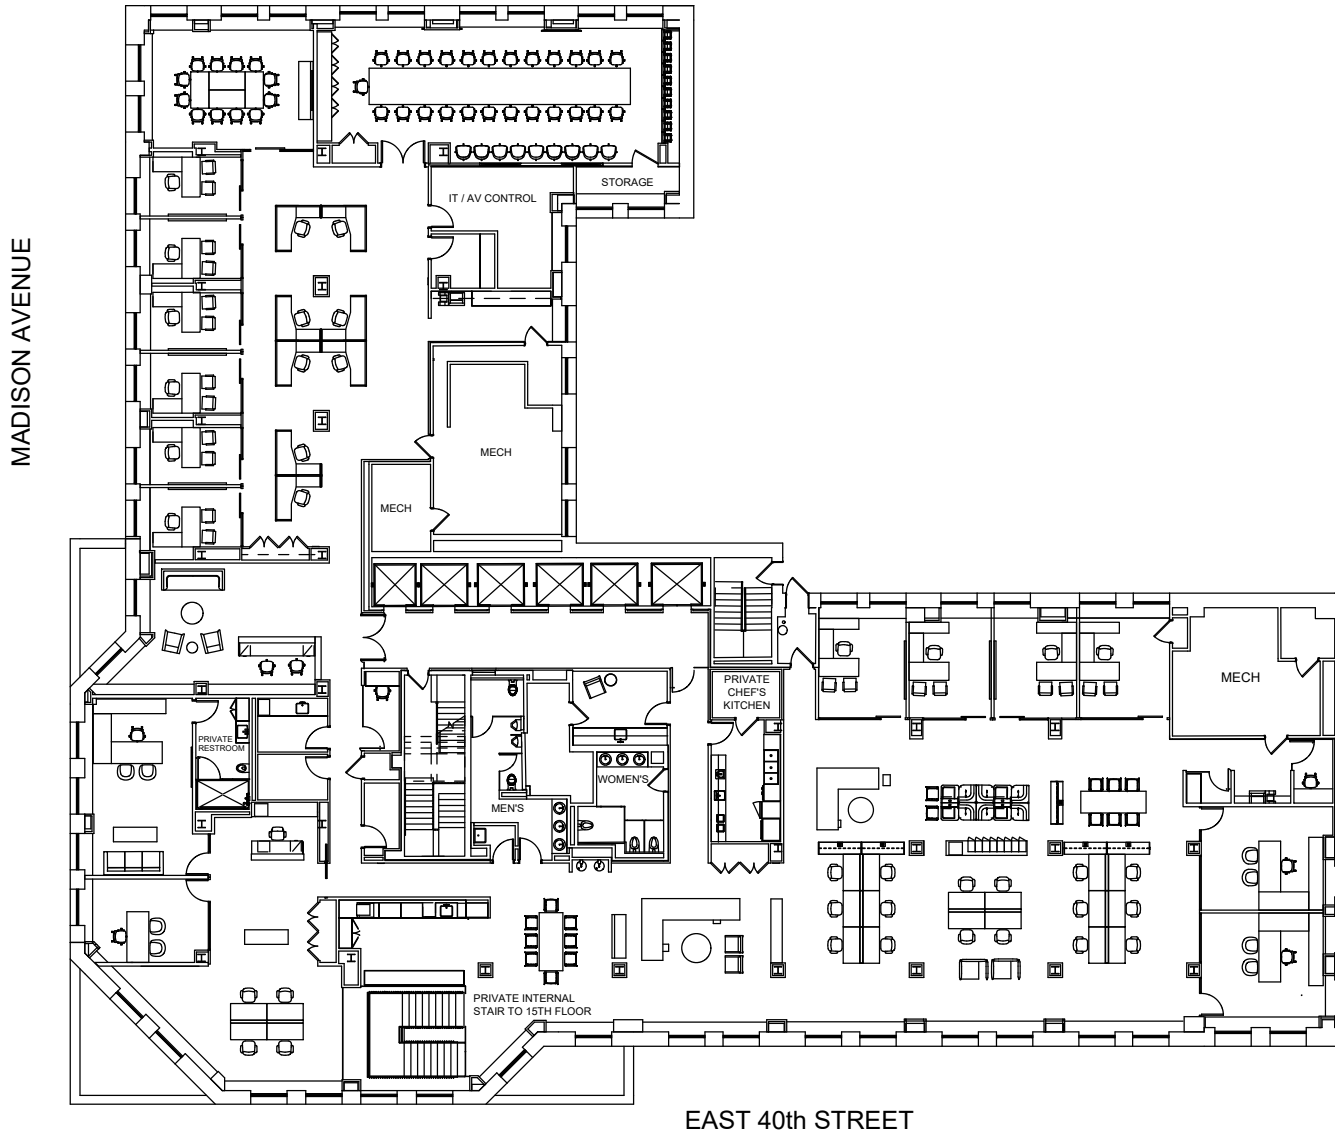 STORAGE
IT / AV CONTROL
MADISON AVENUE
MECH
MECH
PRIVATE
CHEF'S
KITCHEN
MECH
PRIVATE
RESTROOM
WOMEN'S
MEN'S
PRIVATE INTERNAL
STAIR TO 15TH FLOOR
EAST 40th STREET